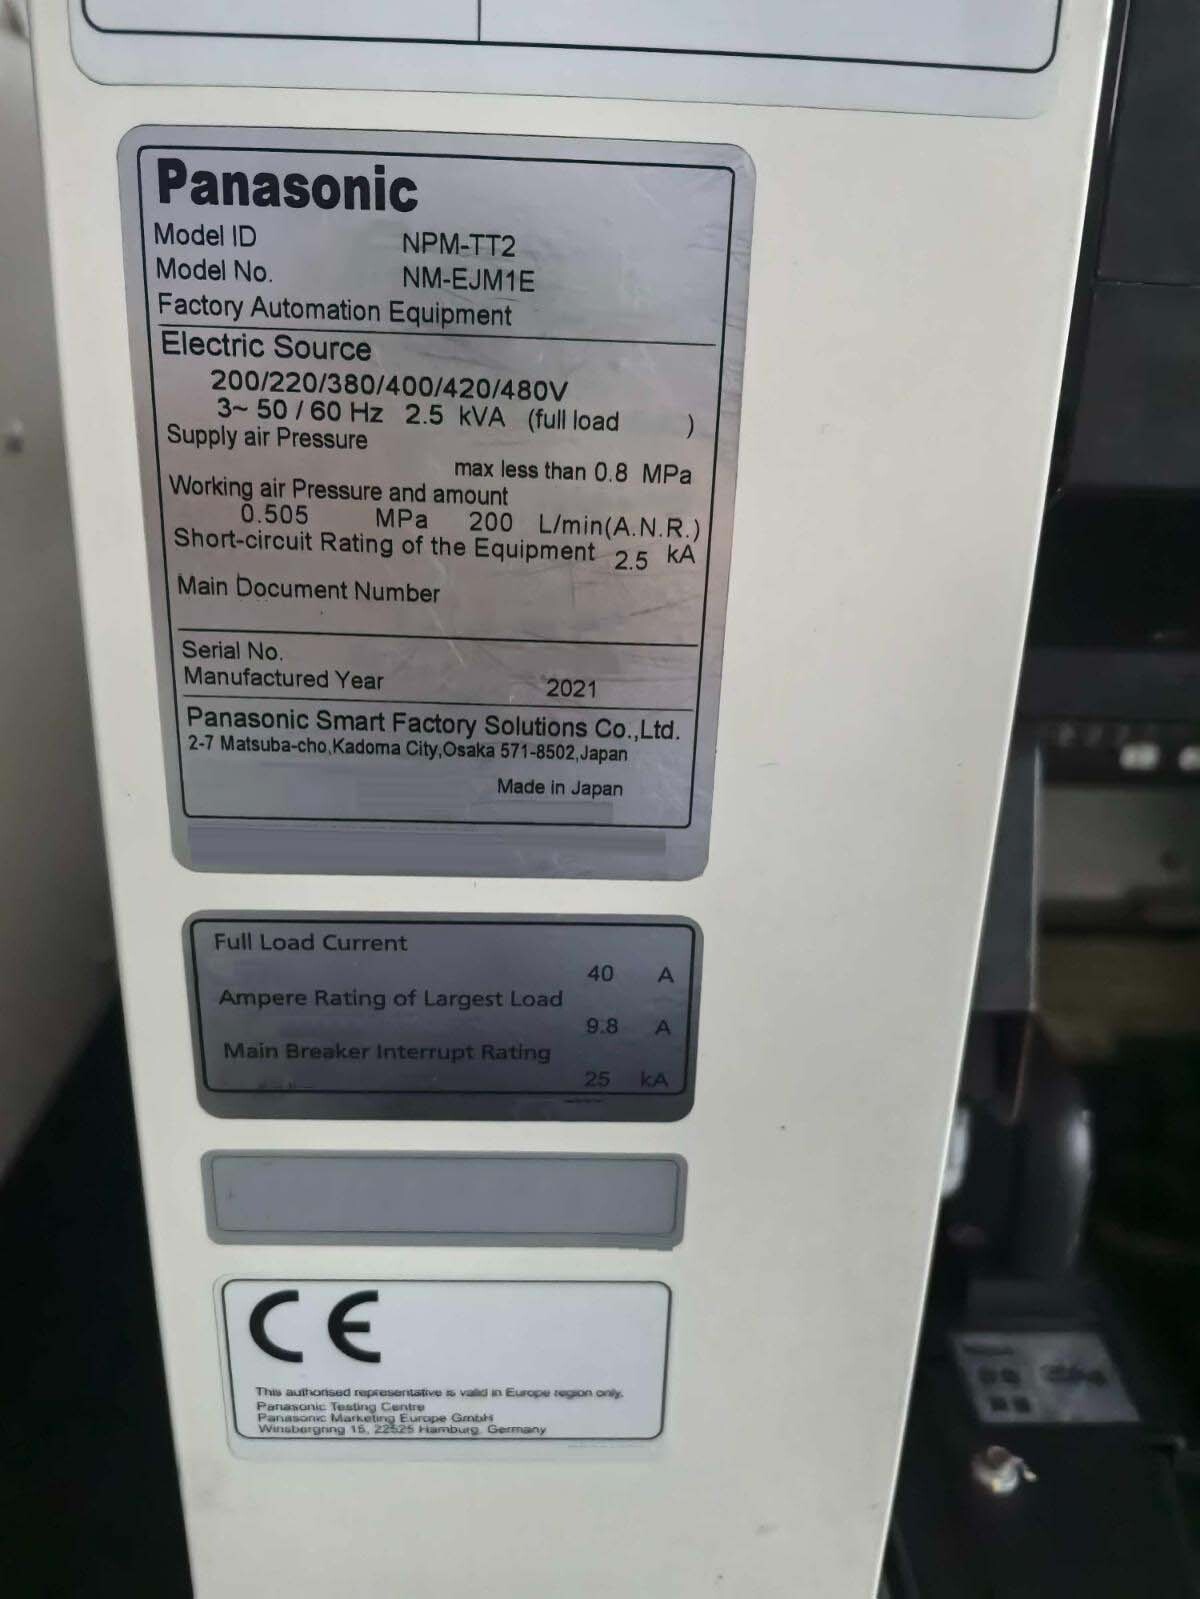 Panasonic
Model ID NPM-TT2
Model No. NM-EJM1E
Factory Automation Equipment
Electric Source
200/220/380/400/420/480V
3~ 50 / 60 Hz 2.5 kVA (full load )
Supply air Pressure
max less than 0.8 MPa
Working air Pressure and amount
0.505 MPa 200 L/min(A.N.R.)
Short-circuit Rating of the Equipment 2.5 kA
Main Document Number
Serial No.
Manufactured Year 2021
Panasonic Smart Factory Solutions Co.,Ltd.
2-7 Matsuba-cho,Kadoma City,Osaka 571-8502,Japan
Made in Japan
Full Load Current
40 A
Ampere Rating of Largest Load
9.8 A
Main Breaker Interrupt Rating
25 kA
CE
This authorised representative is valid in Europe region only.
Panasonic Testing Centre
Panasonic Marketing Europe GmbH
Winsbergring 15, 22525 Hamburg, Germany